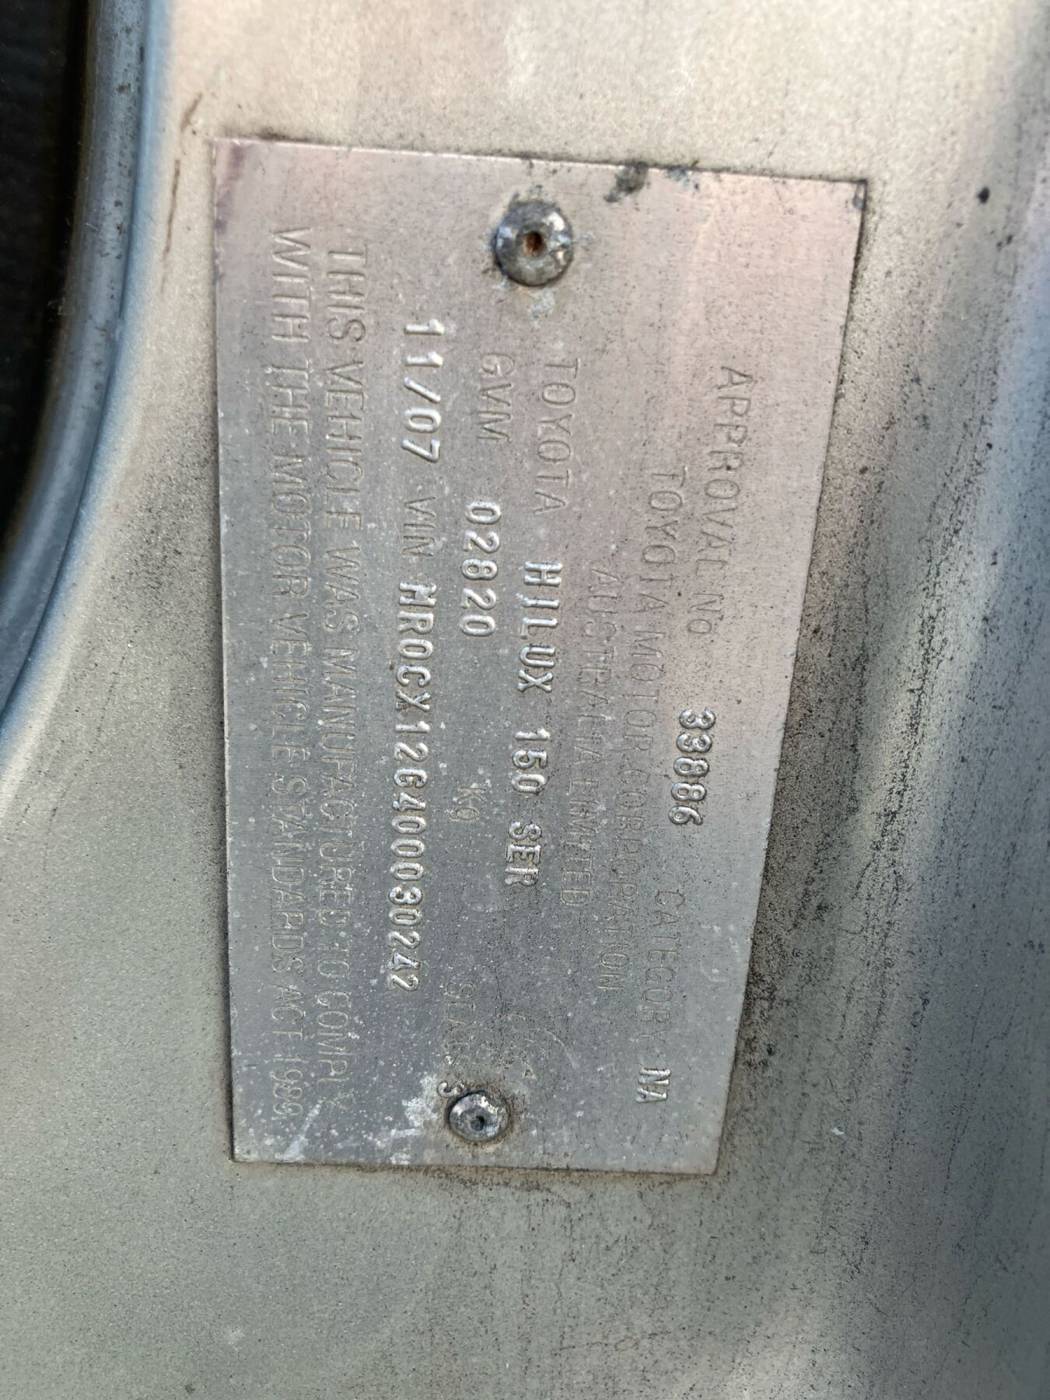 APPROVAL No 33886 CATEGORY NA
TOYOTA MOTOR CORPORATION
AUSTRALIA LIMITED
TOYOTA HILUX 150 SER
GVM 02820 kg
11/07 VIN MR0CX12G400030242
THIS VEHICLE WAS MANUFACTURED TO COMPLY
WITH THE MOTOR VEHICLE STANDARDS ACT 1989